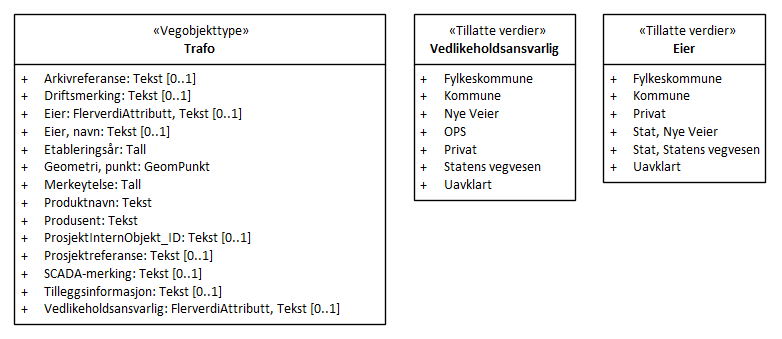 «Vegobjekttype»
Trafo
+ Arkivreferanse: Tekst [0..1]
+ Driftsmerking: Tekst [0..1]
+ Eier: FlerverdiAttributt, Tekst [0..1]
+ Eier, navn: Tekst [0..1]
+ Etableringsår: Tall
+ Geometri, punkt: GeomPunkt
+ Merkeytelse: Tall
+ Produktnavn: Tekst
+ Produsent: Tekst
+ ProsjektInternObjekt_ID: Tekst [0..1]
+ Prosjektreferanse: Tekst [0..1]
+ SCADA-merking: Tekst [0..1]
+ Tilleggsinformasjon: Tekst [0..1]
+ Vedlikeholdsansvarlig: FlerverdiAttributt, Tekst [0..1]
«Tillatte verdier»
Vedlikeholdsansvarlig
+ Fylkeskommune
+ Kommune
+ Nye Veier
+ OPS
+ Privat
+ Statens vegvesen
+ Uavklart
«Tillatte verdier»
Eier
+ Fylkeskommune
+ Kommune
+ Privat
+ Stat, Nye Veier
+ Stat, Statens vegvesen
+ Uavklart